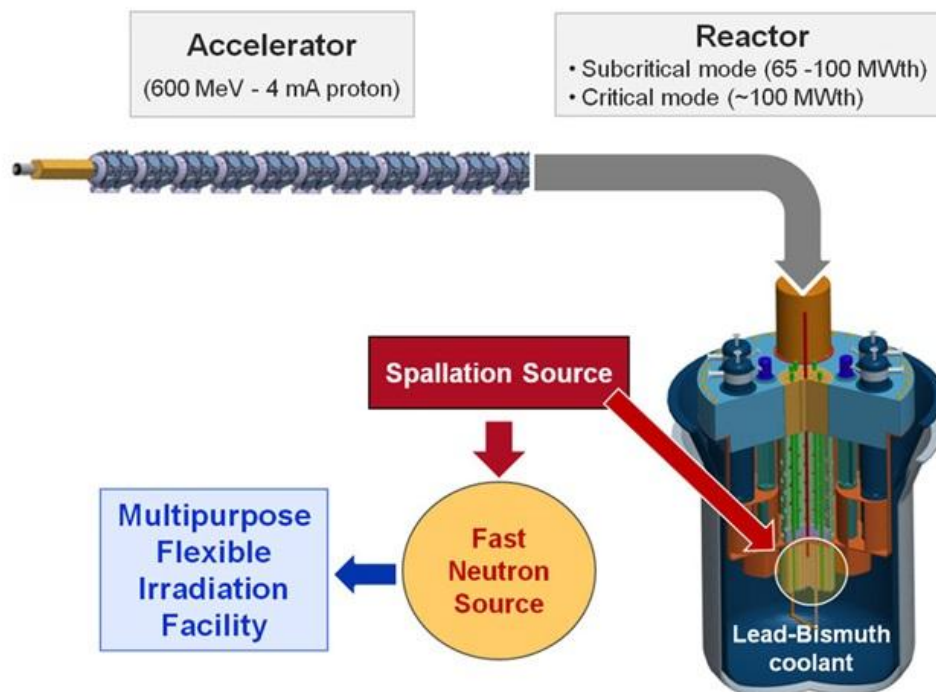 Accelerator
(600 MeV - 4 mA proton)
Reactor
• Subcritical mode (65 -100 MWth)
• Critical mode (~100 MWth)
Spallation Source
Multipurpose
Flexible
Irradiation
Facility
Fast
Neutron
Source
Lead-Bismuth
coolant